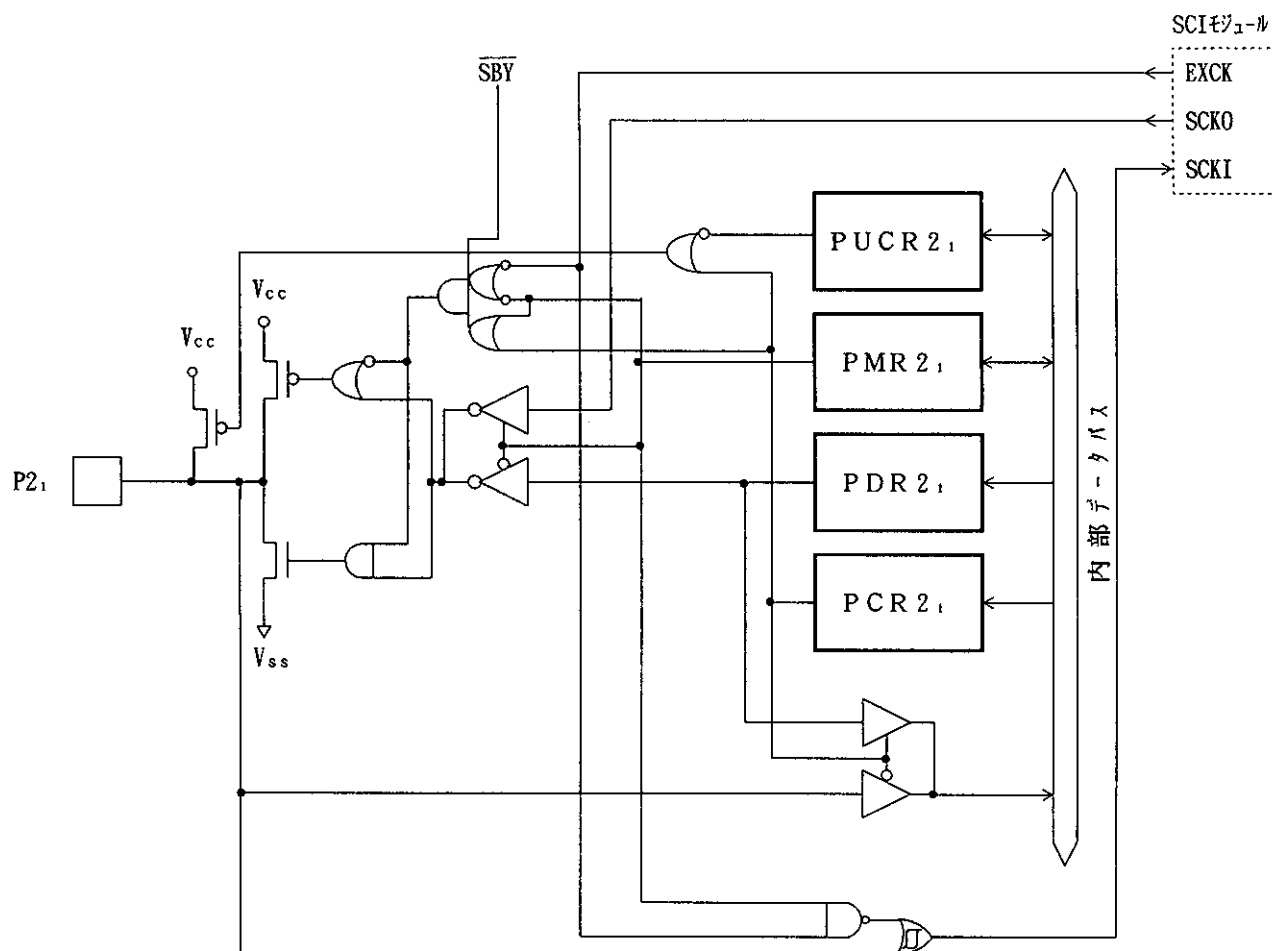 SCIモジュール
EXCK
SCKO
SCKI
SBY
PUCR2₁
PMR2₁
PDR2₁
PCR2₁
内部データバス
Vcc
Vcc
P2₁
Vss